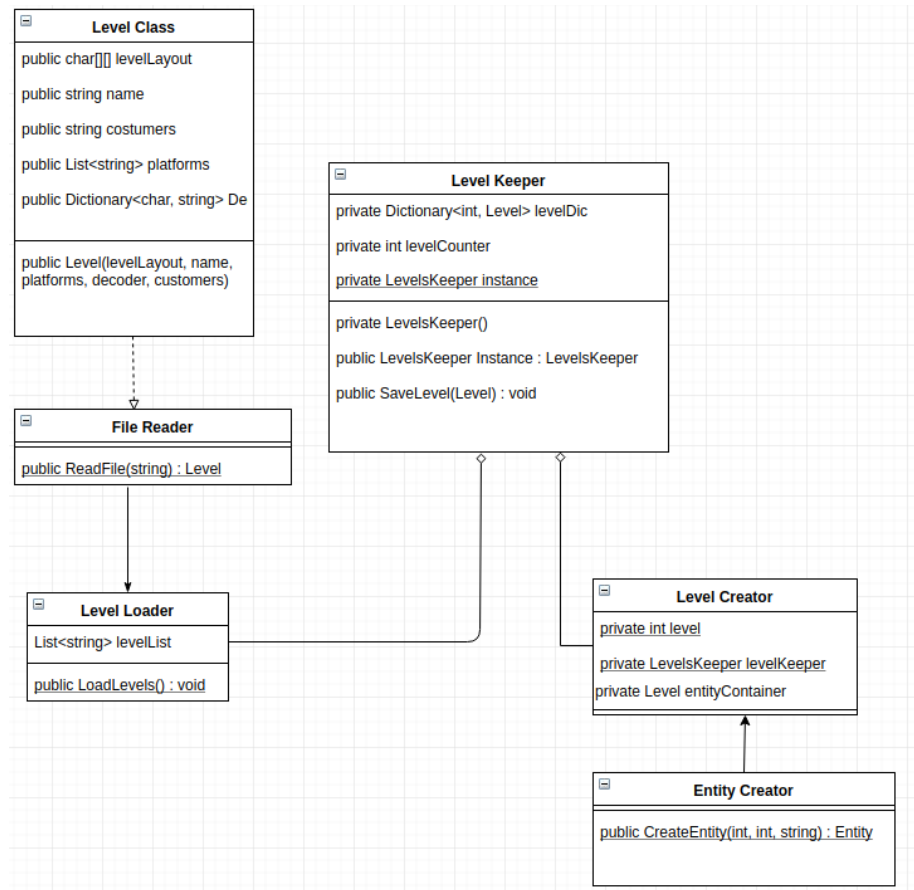 Level Class
public char[][] levelLayout
public string name
public string costumers
public List<string> platforms
public Dictionary<char, string> De
public Level(levelLayout, name,
platforms, decoder, customers)
Level Keeper
private Dictionary<int, Level> levelDic
private int levelCounter
private LevelsKeeper instance
private LevelsKeeper()
public LevelsKeeper Instance : LevelsKeeper
public SaveLevel(Level) : void
File Reader
public ReadFile(string) : Level
Level Loader
List<string> levelList
public LoadLevels() : void
Level Creator
private int level
private LevelsKeeper levelKeeper
private Level entityContainer
Entity Creator
public CreateEntity(int, int, string) : Entity